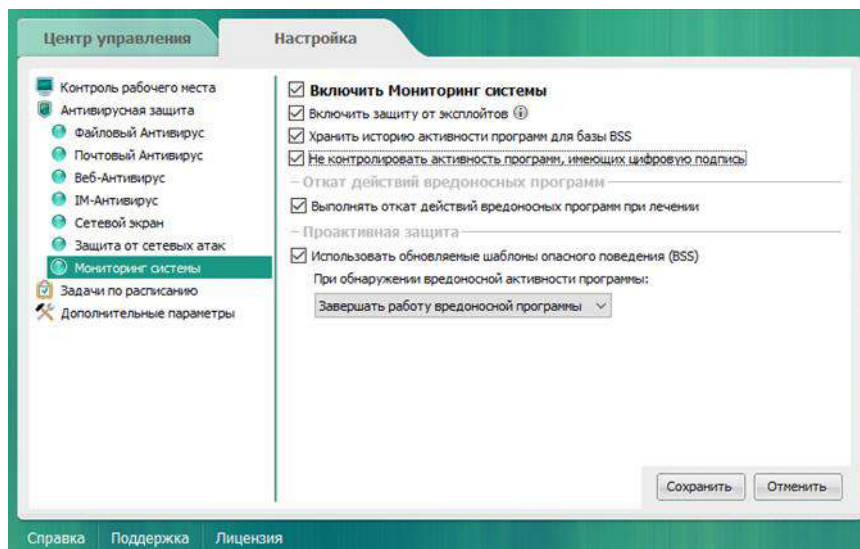 Центр управления
Настройка
Контроль рабочего места
Антивирусная защита
Файловый Антивирус
Почтовый Антивирус
Веб-Антивирус
IM-Антивирус
Сетевой экран
Защита от сетевых атак
Мониторинг системы
Задачи по расписанию
Дополнительные параметры
Включить Мониторинг системы
Включить защиту от эксплойтов
Хранить историю активности программ для базы BSS
Не контролировать активность программ, имеющих цифровую подпись
Откат действий вредоносных программ
Выполнять откат действий вредоносных программ при лечении
Проактивная защита
Использовать обновляемые шаблоны опасного поведения (BSS)
При обнаружении вредоносной активности программы:
Завершать работу вредоносной программы
Сохранить
Отменить
Справка
Поддержка
Лицензия